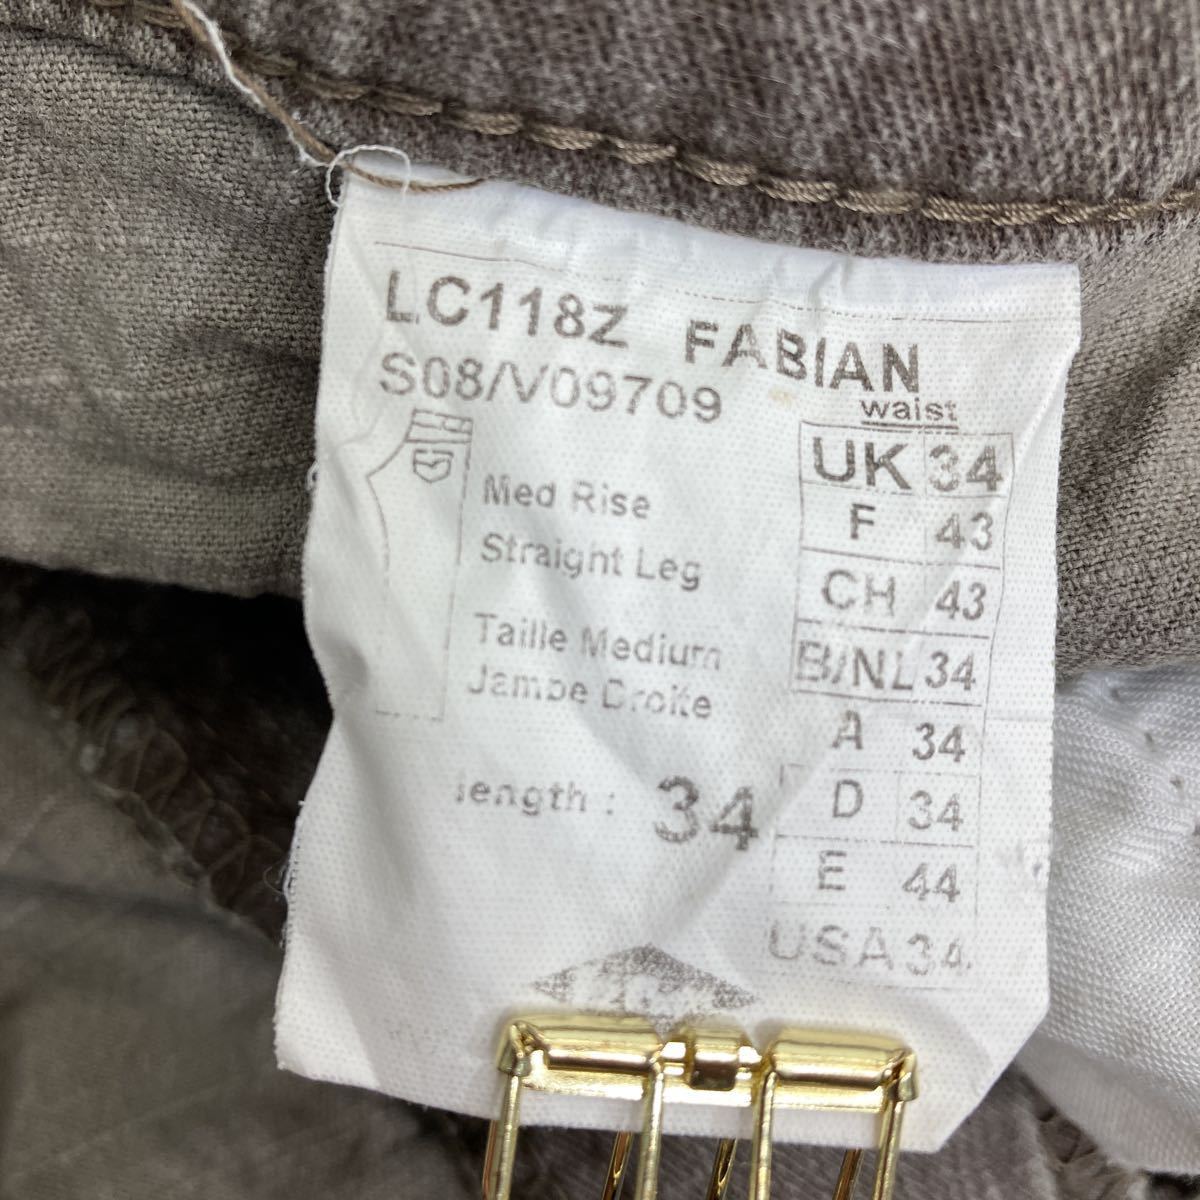 LC118Z FABIAN
S08/V09709
waist
UK 34
F 43
CH 43
B/NL 34
A 34
D 34
E 44
USA 34
Med Rise
Straight Leg
Taille Medium
Jambe Droite
length : 34